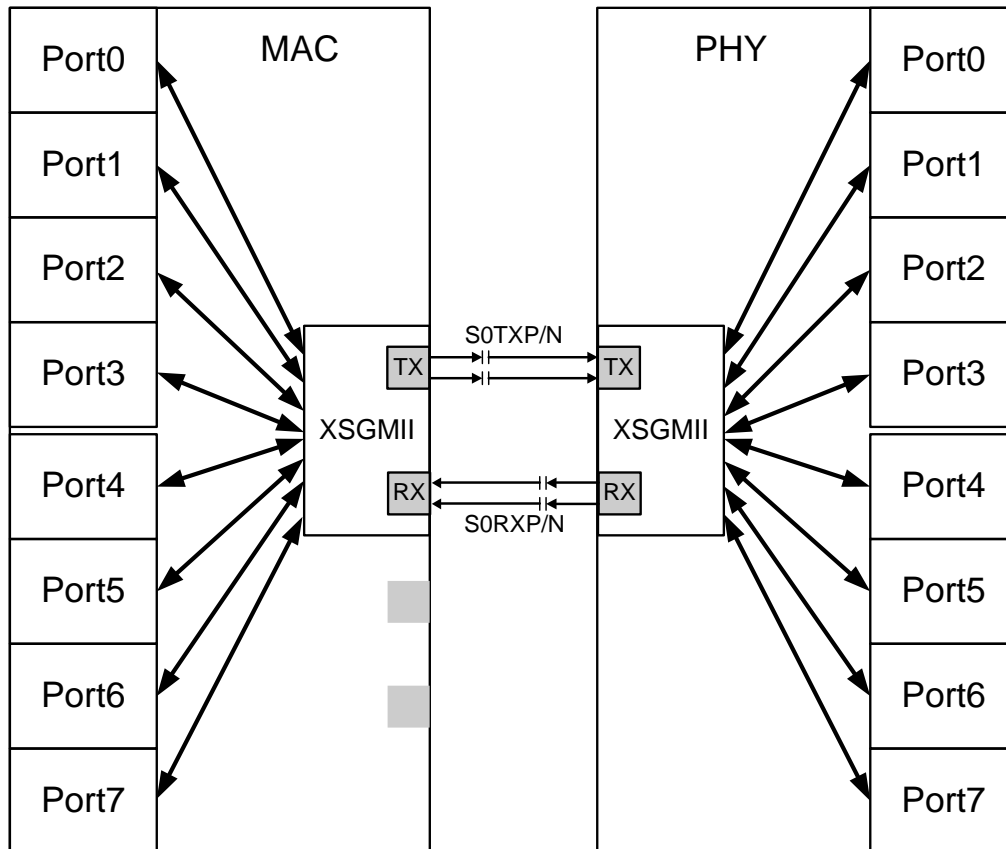 MAC
PHY
Port0
Port1
Port2
Port3
Port4
Port5
Port6
Port7
XSGMII
TX
RX
S0TXP/N
S0RXP/N
TX
RX
XSGMII
Port0
Port1
Port2
Port3
Port4
Port5
Port6
Port7